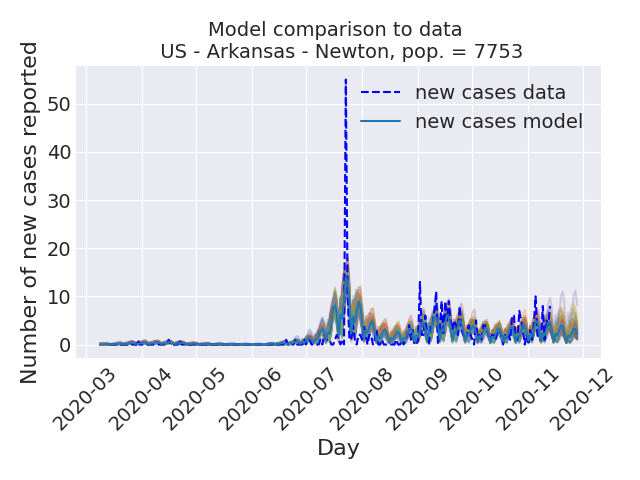 Model comparison to data
US - Arkansas - Newton, pop. = 7753
Number of new cases reported
50
40
30
20
10
0
new cases data
new cases model
2020-03
2020-04
2020-05
2020-06
2020-07
2020-08
2020-09
2020-10
2020-11
2020-12
Day